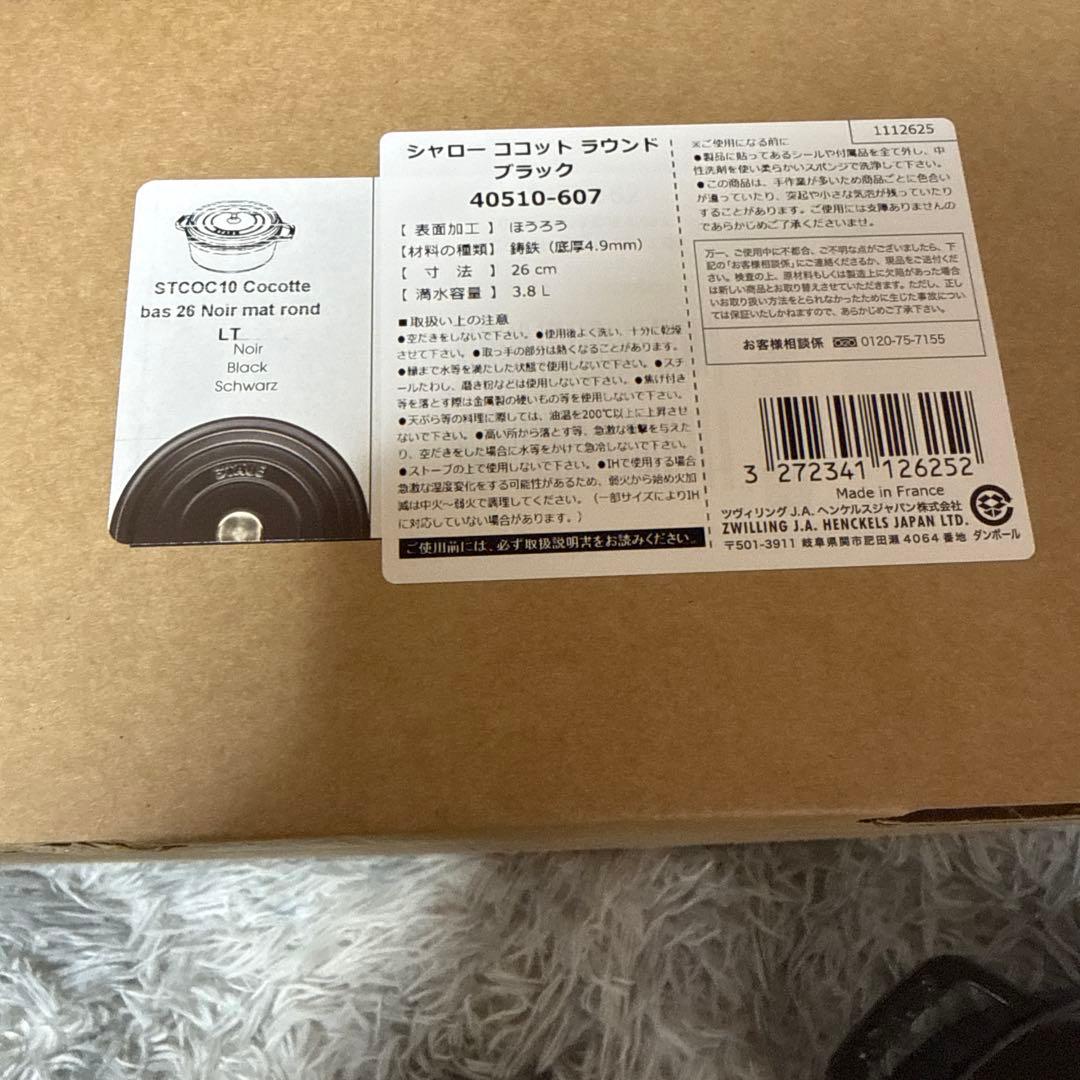 STCOC10 Cocotte
bas 26 Noir mat rond
LT
Noir
Black
Schwarz
STAUB
シャロー ココット ラウンド
ブラック
40510-607
【 表面加工 】 ほうろう
【材料の種類】 鋳鉄（底厚4.9mm）
【 寸 法 】 26 cm
【 満水容量 】 3.8 L
■取扱い上の注意
●空だきをしないで下さい。●使用後よく洗い、十分に乾燥
させて下さい。●取っ手の部分は熱くなることがあります。
●縁まで水等を満たした状態で使用しないで下さい。●スチ
ールたわし、磨き粉などは使用しないで下さい。●焦げ付き
等を落とす際は金属製の硬いもの等を使用しないで下さい。
●天ぷら等の料理に際しては、油温を200℃以上に上昇させ
ないで下さい。●高い所から落とす等、急激な衝撃を与えた
り、空だきをした場合に水等をかけて急冷しないで下さい。
●ストーブの上で使用しないで下さい。●IHで使用する場合
急激な温度変化をする可能性があるため、弱火から始め火加
減は中火～弱火で調理してください。（一部サイズによりIH
に対応していない場合があります。）
ご使用前には、必ず取扱説明書をお読みください。
1112625
※ご使用になる前に
●製品に貼ってあるシールや付属品を全て外し、中
性洗剤を使い柔らかいスポンジで洗浄して下さい。
●この商品は、手作業が多いため商品ごとに色合い
が違っていたり、突起や小さな気泡が残っていたり
することがあります。ご使用には支障ありませんの
であらかじめご了承くださいませ。
万一、ご使用中に不都合、ご不明な点がございましたら、下
記の「お客様相談係」にご連絡くださるか、現品をご送付くださ
い。検査の上、原材料もしくは製造上に欠陥があった場合
は新しい商品とお取り替えさせていただきます。ただし、正し
いお取り扱い方法をとられなかったために生じた事故につい
ては保証いたしかねますので、あらかじめご了承下さい。
お客様相談係 0120-75-7155
3 272341 126252
Made in France
ツヴィリング J.A. ヘンケルスジャパン株式会社
ZWILLING J.A. HENCKELS JAPAN LTD.
〒501-3911 岐阜県関市肥田瀬 4064 番地
ダンボール